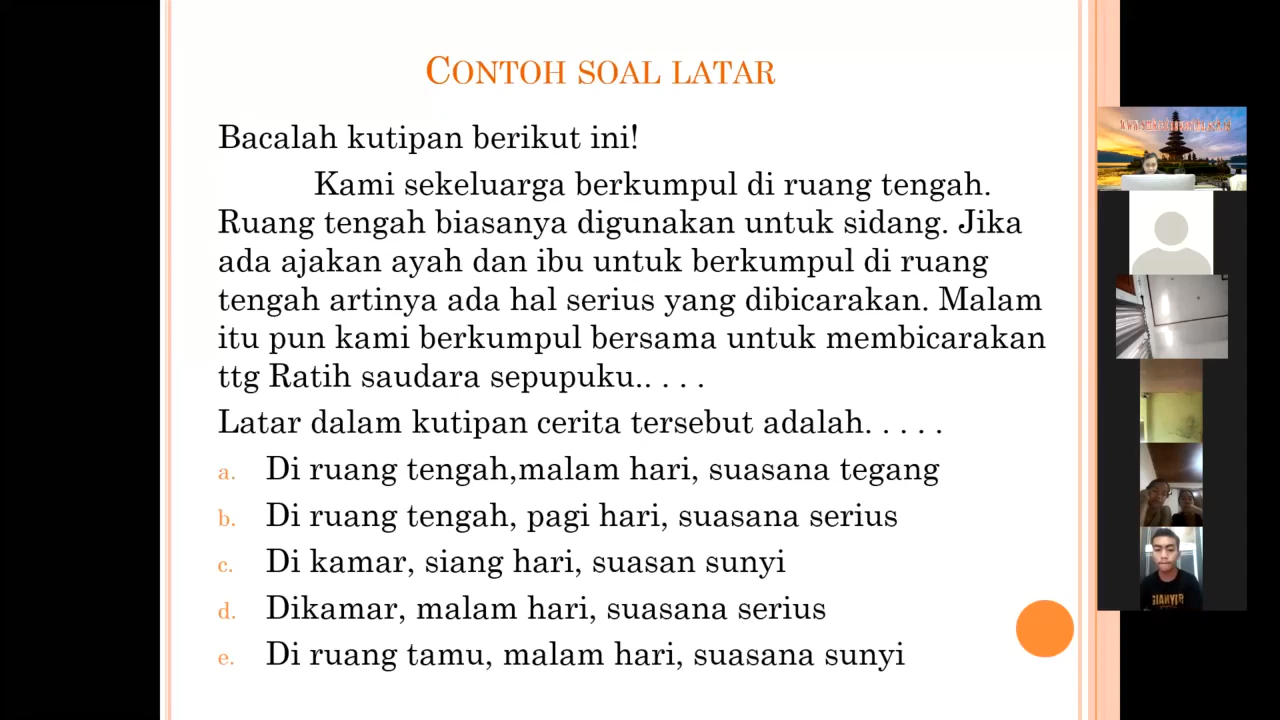 CONTOH SOAL LATAR
Bacalah kutipan berikut ini!
Kami sekeluarga berkumpul di ruang tengah.
Ruang tengah biasanya digunakan untuk sidang. Jika
ada ajakan ayah dan ibu untuk berkumpul di ruang
tengah artinya ada hal serius yang dibicarakan. Malam
itu pun kami berkumpul bersama untuk membicarakan
ttg Ratih saudara sepupuku.. . . .
Latar dalam kutipan cerita tersebut adalah. . . . .
a. Di ruang tengah,malam hari, suasana tegang
b. Di ruang tengah, pagi hari, suasana serius
c. Di kamar, siang hari, suasan sunyi
d. Dikamar, malam hari, suasana serius
e. Di ruang tamu, malam hari, suasana sunyi